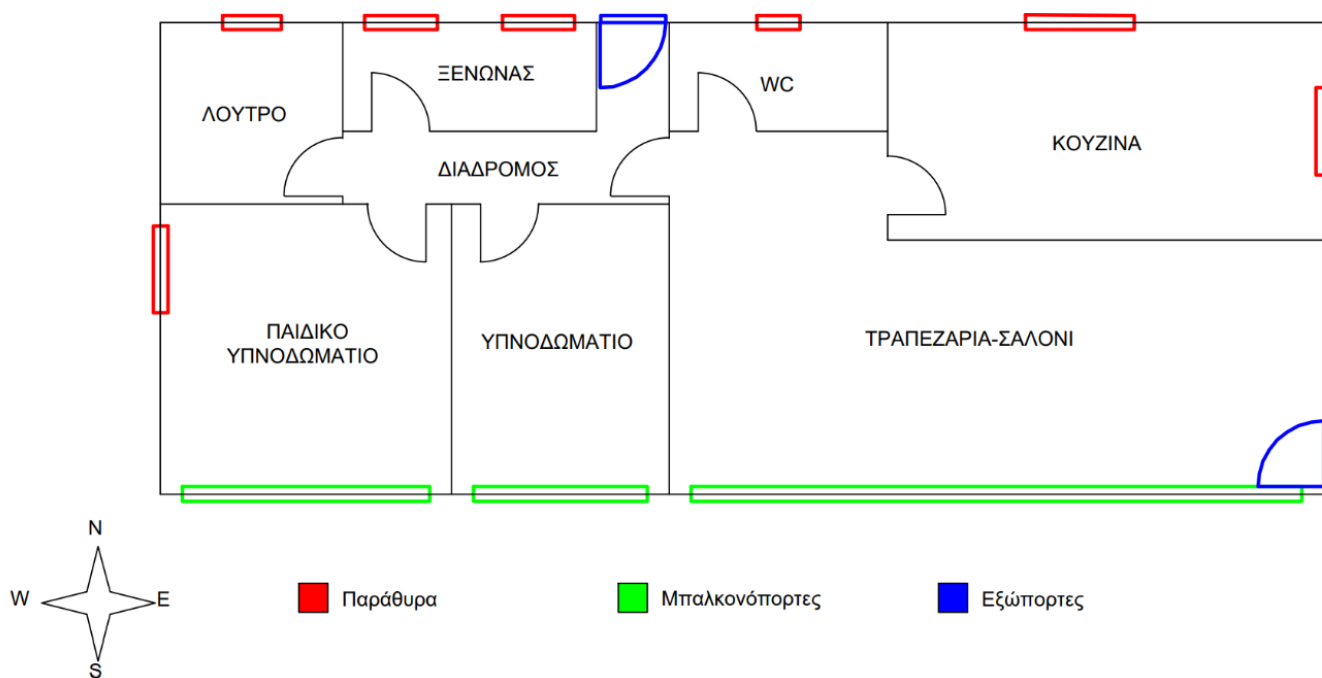 ΞΕΝΩΝΑΣ
WC
ΛΟΥΤΡΟ
ΚΟΥΖΙΝΑ
ΔΙΑΔΡΟΜΟΣ
ΠΑΙΔΙΚΟ
ΥΠΝΟΔΩΜΑΤΙΟ
ΥΠΝΟΔΩΜΑΤΙΟ
ΤΡΑΠΕΖΑΡΙΑ-ΣΑΛΟΝΙ
N
W
E
S
Παράθυρα
Μπαλκονόπορτες
Εξώπορτες